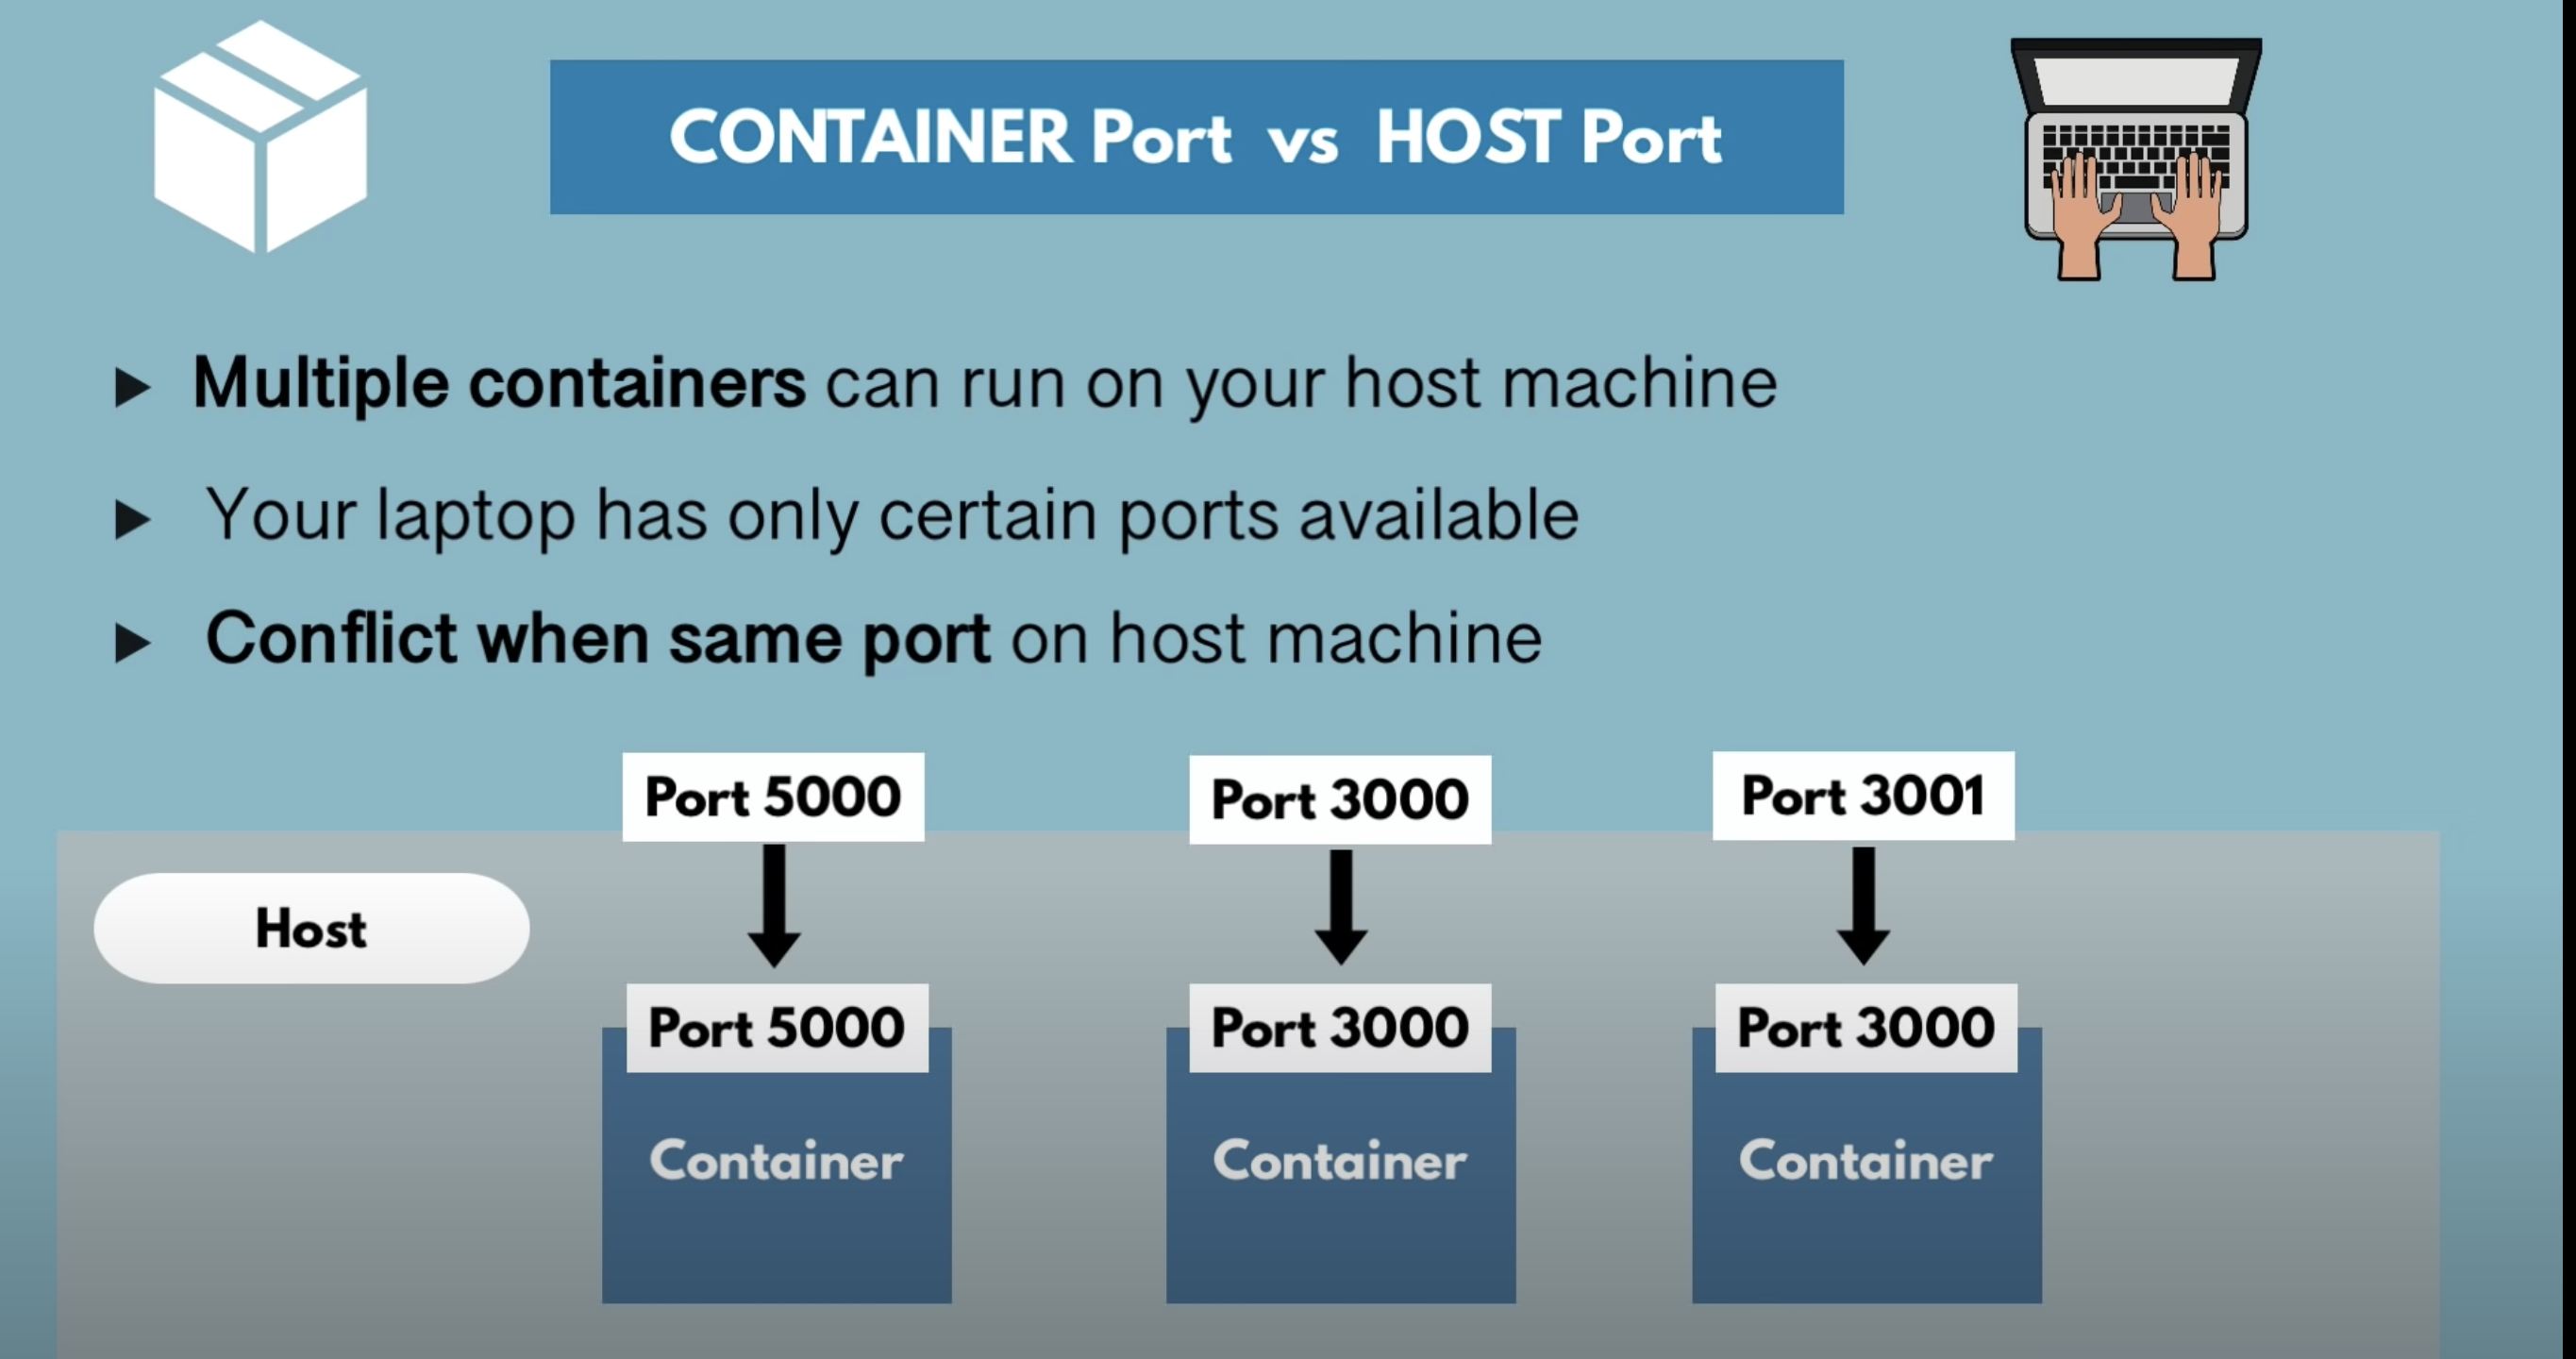 CONTAINER Port vs HOST Port
Multiple containers can run on your host machine
Your laptop has only certain ports available
Conflict when same port on host machine
Port 5000
Port 3000
Port 3001
Host
Port 5000
Port 3000
Port 3000
Container
Container
Container